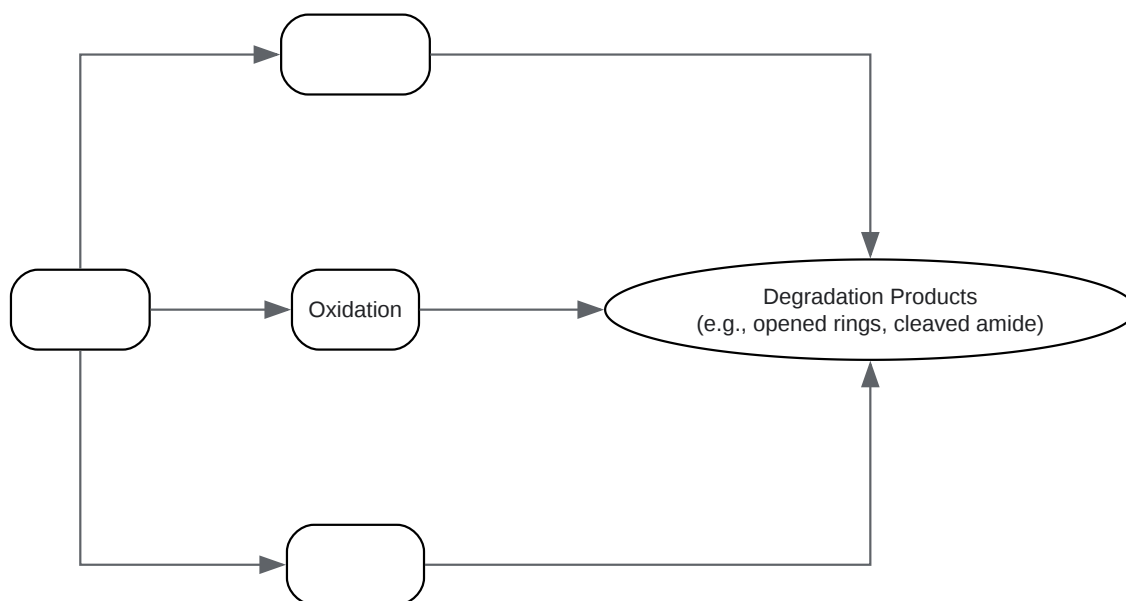 Oxidation
Degradation Products
(e.g., opened rings, cleaved amide)